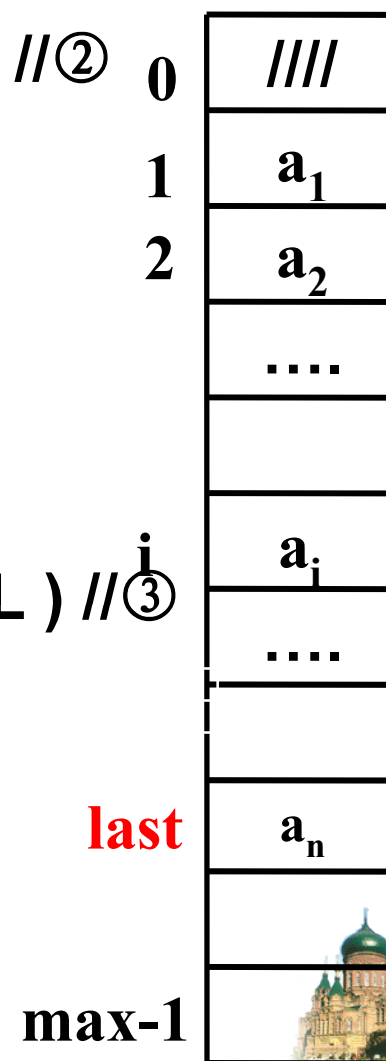 //② 0 ////
1 a₁
2 a₂
....
i aᵢ
L ) //③
....
last aₙ
max-1